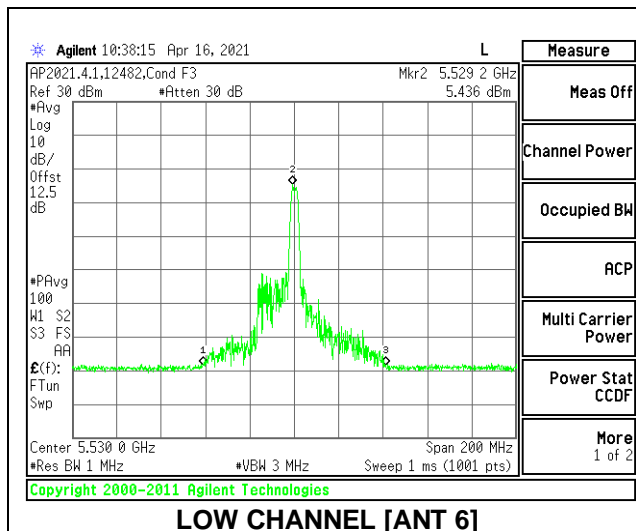 Agilent 10:38:15 Apr 16, 2021 L
AP2021.4.1,12482,Cond F3 Mkr2 5.529 2 GHz
Ref 30 dBm #Atten 30 dB 5.436 dBm
#Avg
Log
10
dB/
Offst
12.5
dB
#PAvg
100
W1 S2
S3 FS
AA
£(f):
FTun
Swp
1
2
3
Center 5.530 0 GHz Span 200 MHz
#Res BW 1 MHz #VBW 3 MHz Sweep 1 ms (1001 pts)
Copyright 2000-2011 Agilent Technologies
Measure
Meas Off
Channel Power
Occupied BW
ACP
Multi Carrier
Power
Power Stat
CCDF
More
1 of 2
LOW CHANNEL [ANT 6]